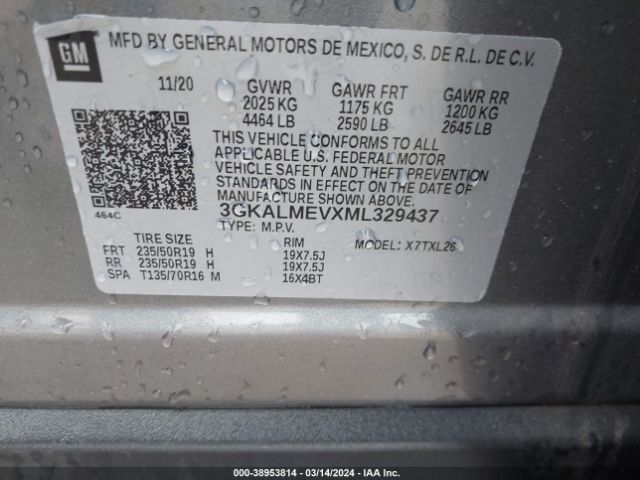 GM
MFD BY GENERAL MOTORS DE MEXICO, S. DE R.L. DE C.V.
11/20 GVWR GAWR FRT GAWR RR
2025 KG 1175 KG 1200 KG
4464 LB 2590 LB 2645 LB
THIS VEHICLE CONFORMS TO ALL
APPLICABLE U.S. FEDERAL MOTOR
VEHICLE SAFETY AND THEFT PREVENTION
STANDARDS IN EFFECT ON THE DATE OF
MANUFACTURE SHOWN ABOVE.
464C 3GKALMEVXML329437
TYPE: M.P.V. MODEL: X7TXL26
TIRE SIZE RIM
FRT 235/50R19 H 19X7.5J
RR 235/50R19 H 19X7.5J
SPA T135/70R16 M 16X4BT
000-38953814 - 03/14/2024 - IAA Inc.